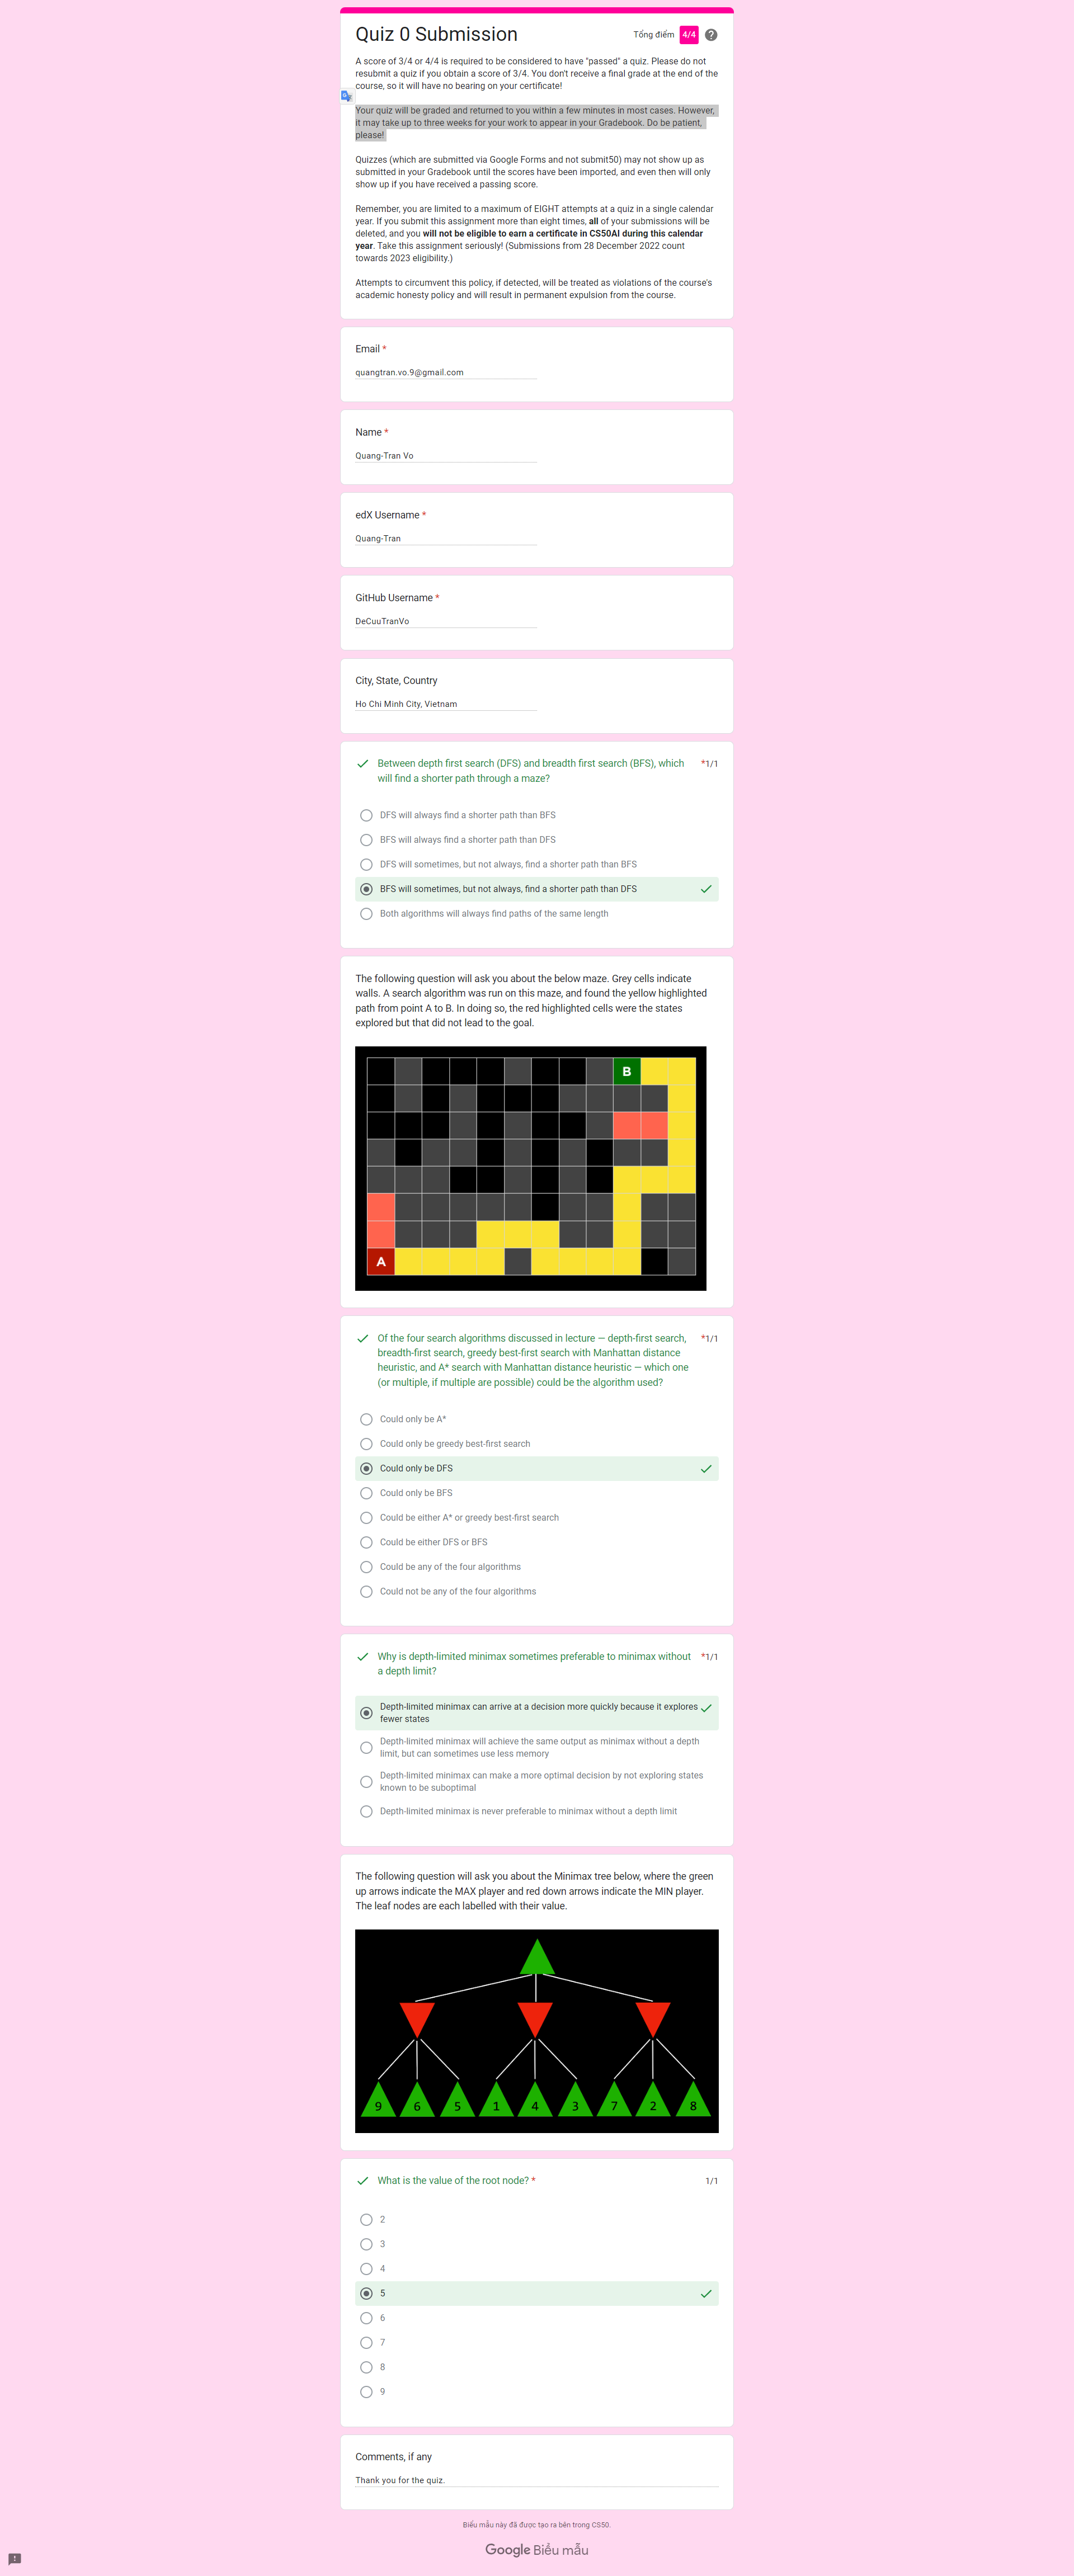 Quiz 0 Submission
Tổng điểm 4/4
A score of 3/4 or 4/4 is required to be considered to have "passed" a quiz. Please do not
resubmit a quiz if you obtain a score of 3/4. You don't receive a final grade at the end of the
course, so it will have no bearing on your certificate!
Your quiz will be graded and returned to you within a few minutes in most cases. However,
it may take up to three weeks for your work to appear in your Gradebook. Do be patient,
please!
Quizzes (which are submitted via Google Forms and not submit50) may not show up as
submitted in your Gradebook until the scores have been imported, and even then will only
show up if you have received a passing score.
Remember, you are limited to a maximum of EIGHT attempts at a quiz in a single calendar
year. If you submit this assignment more than eight times, all of your submissions will be
deleted, and you will not be eligible to earn a certificate in CS50AI during this calendar
year. Take this assignment seriously! (Submissions from 28 December 2022 count
towards 2023 eligibility.)
Attempts to circumvent this policy, if detected, will be treated as violations of the course's
academic honesty policy and will result in permanent expulsion from the course.
Email *
quangtran.vo.9@gmail.com
Name *
Quang-Tran Vo
edX Username *
Quang-Tran
GitHub Username *
DeCuuTranVo
City, State, Country
Ho Chi Minh City, Vietnam
Between depth first search (DFS) and breadth first search (BFS), which *1/1
will find a shorter path through a maze?
DFS will always find a shorter path than BFS
BFS will always find a shorter path than DFS
DFS will sometimes, but not always, find a shorter path than BFS
BFS will sometimes, but not always, find a shorter path than DFS
Both algorithms will always find paths of the same length
The following question will ask you about the below maze. Grey cells indicate
walls. A search algorithm was run on this maze, and found the yellow highlighted
path from point A to B. In doing so, the red highlighted cells were the states
explored but that did not lead to the goal.
B
A
Of the four search algorithms discussed in lecture — depth-first search, *1/1
breadth-first search, greedy best-first search with Manhattan distance
heuristic, and A* search with Manhattan distance heuristic — which one
(or multiple, if multiple are possible) could be the algorithm used?
Could only be A*
Could only be greedy best-first search
Could only be DFS
Could only be BFS
Could be either A* or greedy best-first search
Could be either DFS or BFS
Could be any of the four algorithms
Could not be any of the four algorithms
Why is depth-limited minimax sometimes preferable to minimax without *1/1
a depth limit?
Depth-limited minimax can arrive at a decision more quickly because it explores
fewer states
Depth-limited minimax will achieve the same output as minimax without a depth
limit, but can sometimes use less memory
Depth-limited minimax can make a more optimal decision by not exploring states
known to be suboptimal
Depth-limited minimax is never preferable to minimax without a depth limit
The following question will ask you about the Minimax tree below, where the green
up arrows indicate the MAX player and red down arrows indicate the MIN player.
The leaf nodes are each labelled with their value.
9 6 5 1 4 3 7 2 8
What is the value of the root node? * 1/1
2
3
4
5
6
7
8
9
Comments, if any
Thank you for the quiz.
Biểu mẫu này đã được tạo ra bên trong CS50.
Google Biểu mẫu